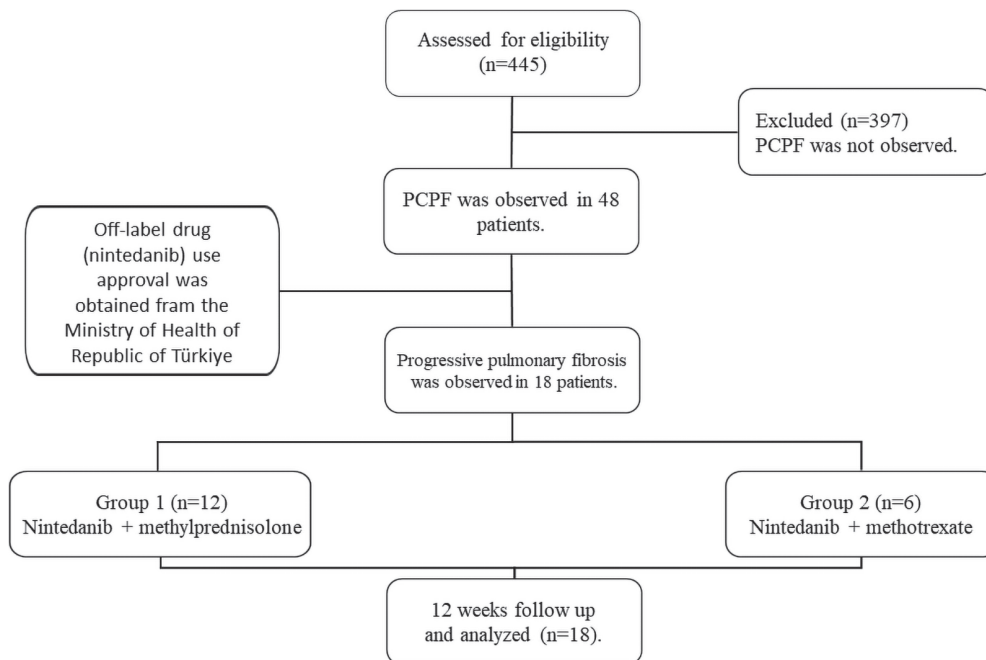 Assessed for eligibility
(n=445)
Excluded (n=397)
PCPF was not observed.
PCPF was observed in 48
patients.
Off-label drug
(nintedanib) use
approval was
obtained fram the
Ministry of Health of
Republic of Türkiye
Progressive pulmonary fibrosis
was observed in 18 patients.
Group 1 (n=12)
Nintedanib + methylprednisolone
Group 2 (n=6)
Nintedanib + methotrexate
12 weeks follow up
and analyzed (n=18).